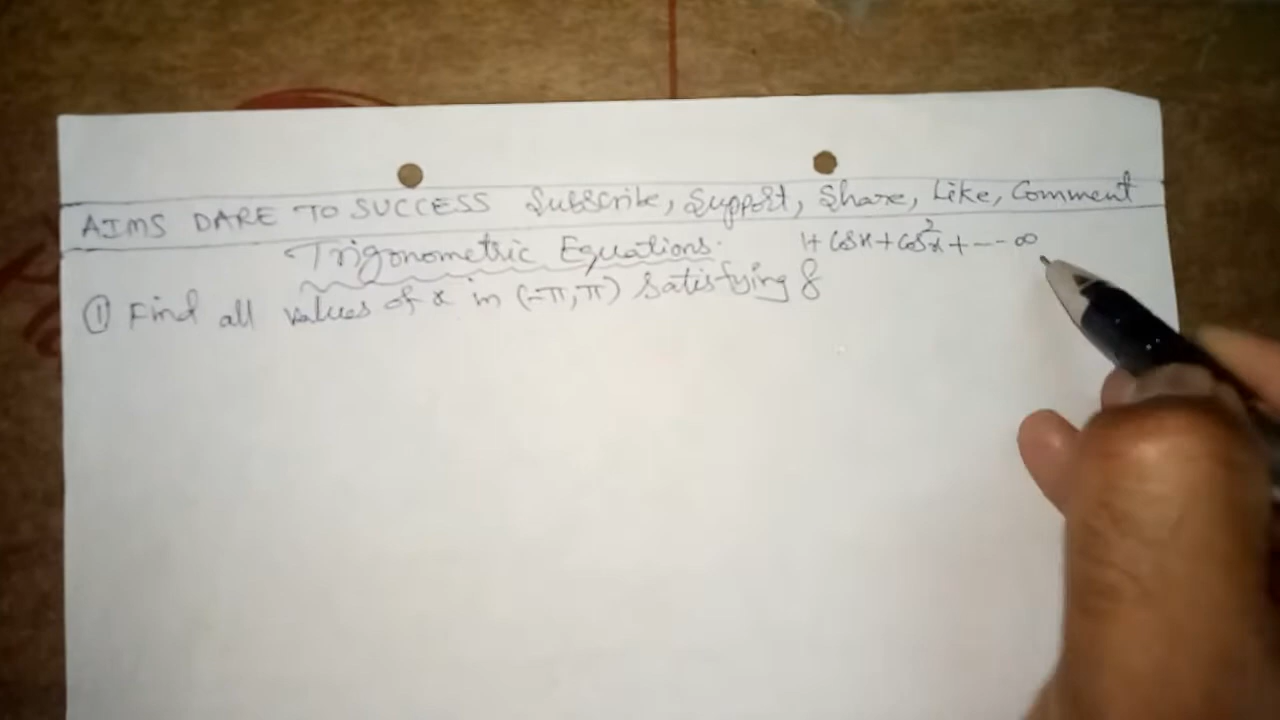 AIMS DARE TO SUCCESS Subscribe, Support, Share, Like, Comment
Trigonometric Equations.
1+ Cosx + Cos²x + --- ∞
① Find all values of x in (-π, π) satisfying 8